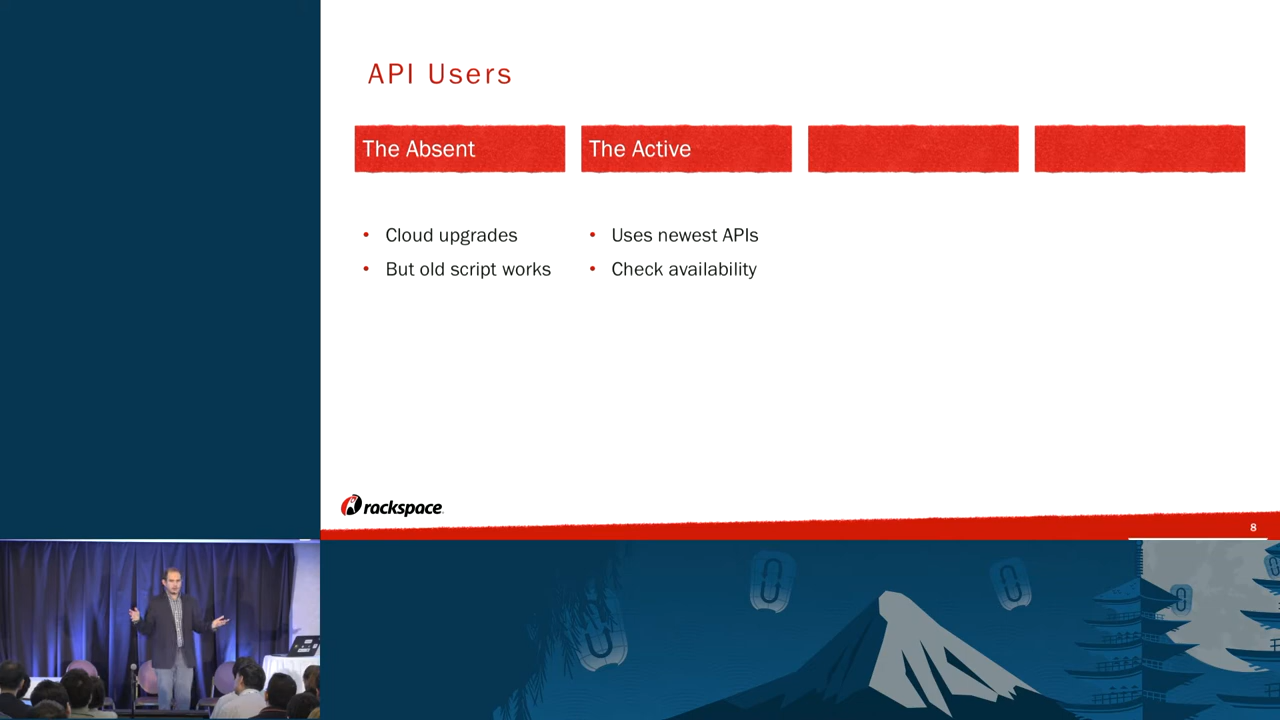 API Users
The Absent
Cloud upgrades
But old script works
The Active
Uses newest APIs
Check availability
rackspace
8